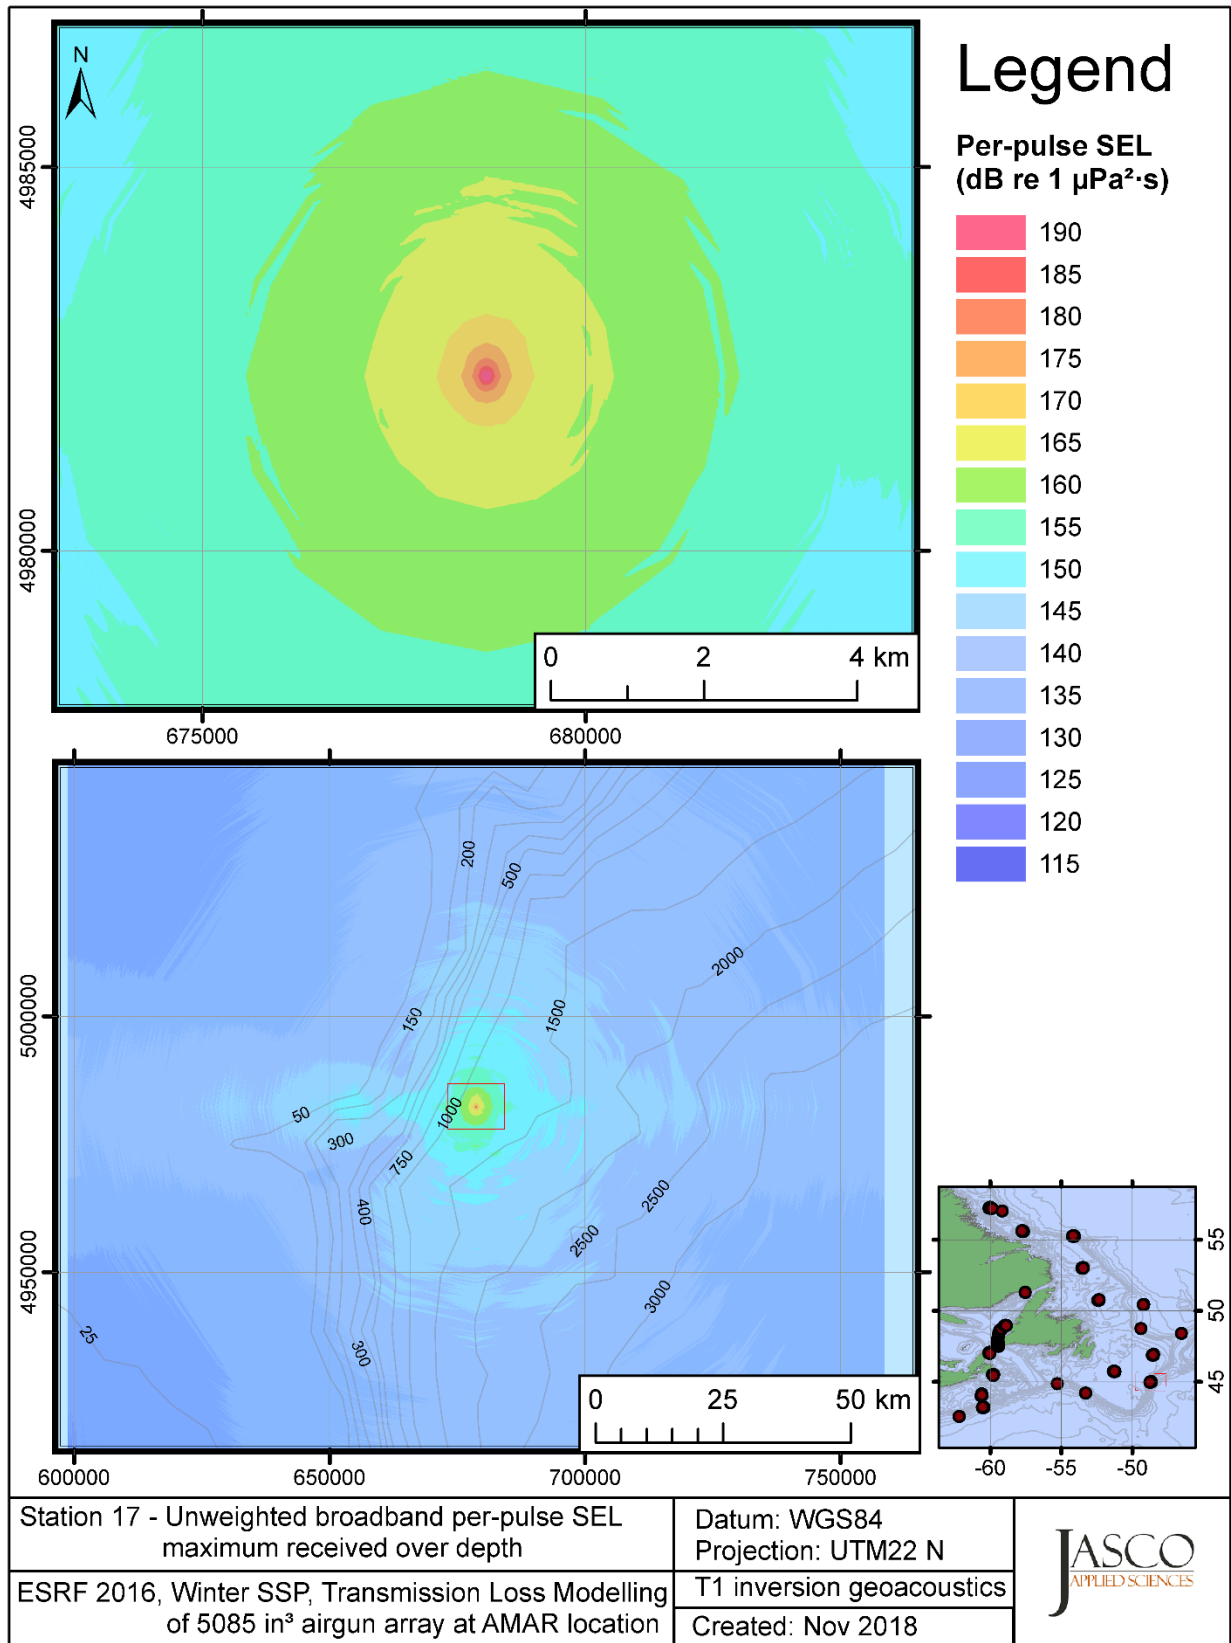 N
4985000
4980000
0 2 4 km
675000 680000
Legend
Per-pulse SEL
(dB re 1 µPa²·s)
190
185
180
175
170
165
160
155
150
145
140
135
130
125
120
115
200
500
2000
150
1500
50
300
1000
750
400
2500
2500
3000
25
300
5000000
4950000
0 25 50 km
600000 650000 700000 750000
55
50
45
-60 -55 -50
Station 17 - Unweighted broadband per-pulse SEL
maximum received over depth
ESRF 2016, Winter SSP, Transmission Loss Modelling
of 5085 in³ airgun array at AMAR location
Datum: WGS84
Projection: UTM22 N
T1 inversion geoacoustics
Created: Nov 2018
JASCO
APPLIED SCIENCES